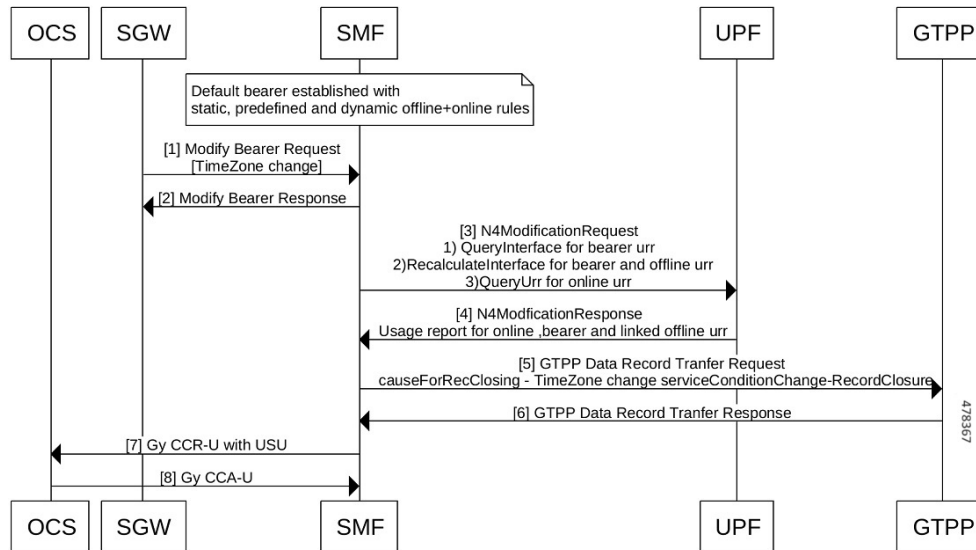 OCS SGW SMF UPF GTPP
Default bearer established with
static, predefined and dynamic offline+online rules
[1] Modify Bearer Request
[TimeZone change]
[2] Modify Bearer Response
[3] N4ModificationRequest
1) QueryInterface for bearer urr
2)RecalculateInterface for bearer and offline urr
3)QueryUrr for online urr
[4] N4ModficationResponse
Usage report for online ,bearer and linked offline urr
[5] GTPP Data Record Tranfer Request
causeForRecClosing - TimeZone change serviceConditionChange-RecordClosure
[6] GTPP Data Record Tranfer Response
[7] Gy CCR-U with USU
[8] Gy CCA-U
478367
OCS SGW SMF UPF GTPP